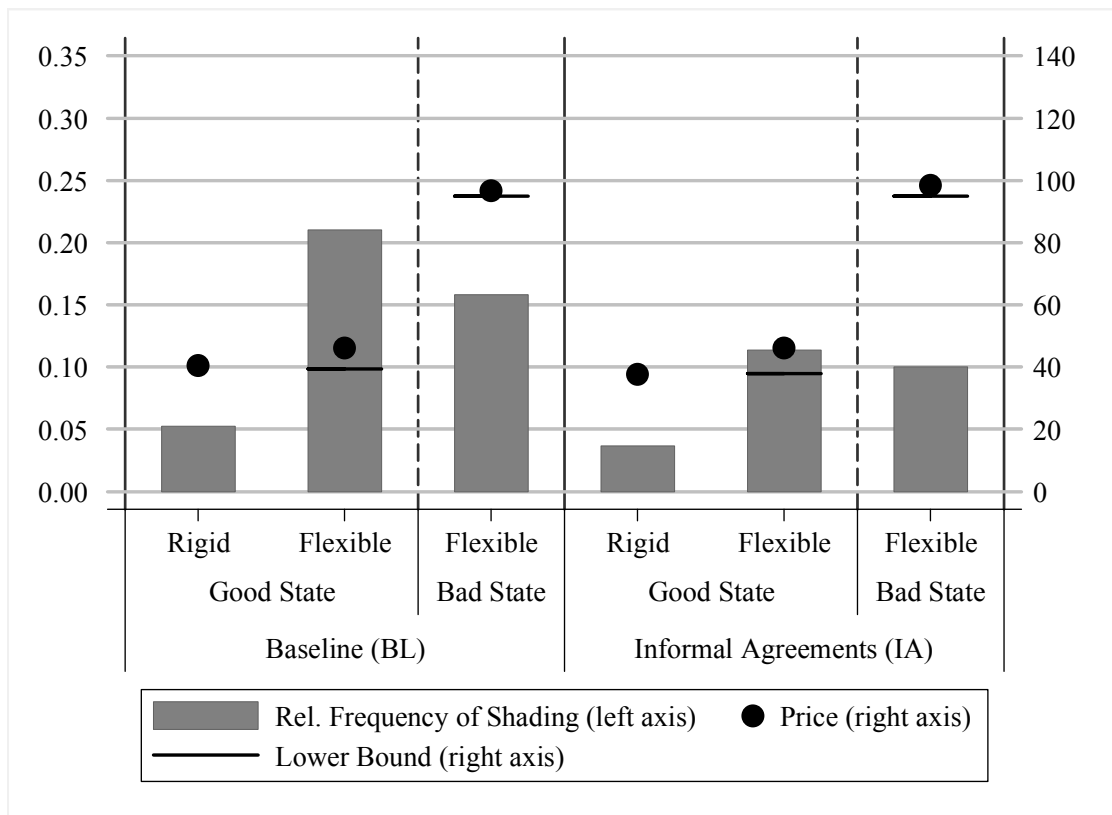 0.35 140
0.30 120
0.25 100
0.20 80
0.15 60
0.10 40
0.05 20
0.00 0
Rigid Flexible Flexible Rigid Flexible Flexible
Good State Bad State Good State Bad State
Baseline (BL) Informal Agreements (IA)
Rel. Frequency of Shading (left axis) Price (right axis)
Lower Bound (right axis)